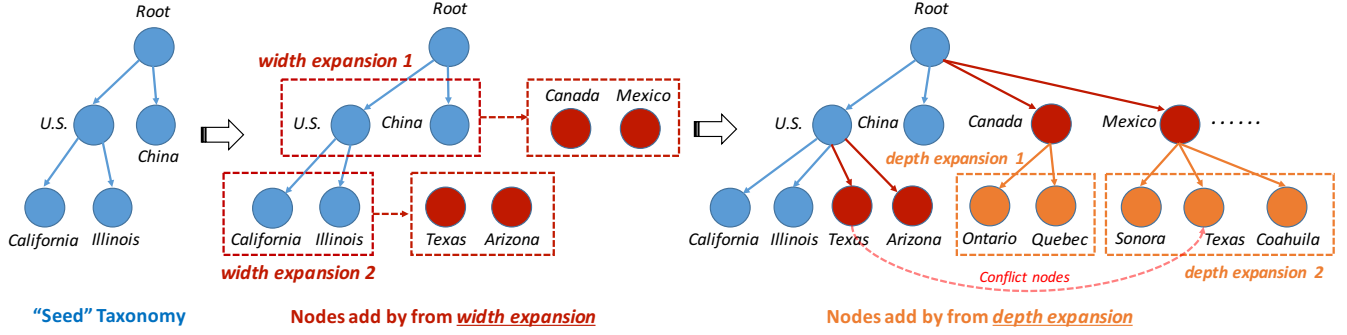 Root
U.S.
China
California
Illinois
"Seed" Taxonomy
Root
width expansion 1
U.S.
China
Canada
Mexico
California
Illinois
Texas
Arizona
width expansion 2
Nodes add by from width expansion
Root
U.S.
China
Canada
Mexico
......
depth expansion 1
California
Illinois
Texas
Arizona
Ontario
Quebec
Sonora
Texas
Coahuila
Conflict nodes
depth expansion 2
Nodes add by from depth expansion